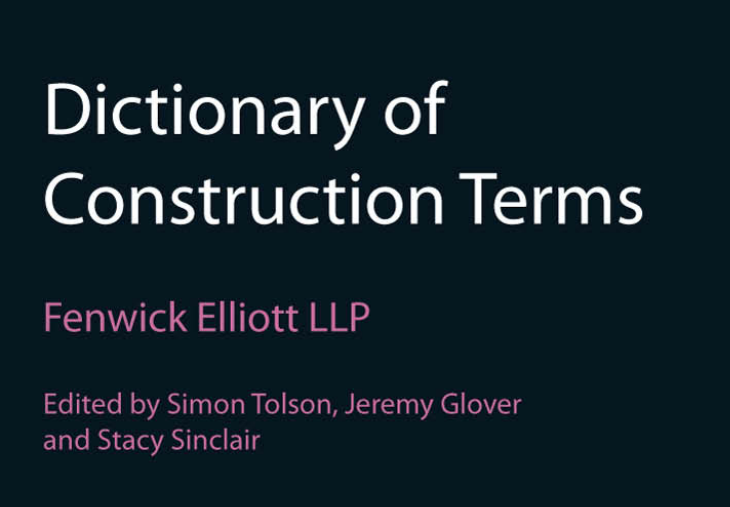 Dictionary of
Construction Terms
Fenwick Elliott LLP
Edited by Simon Tolson, Jeremy Glover
and Stacy Sinclair